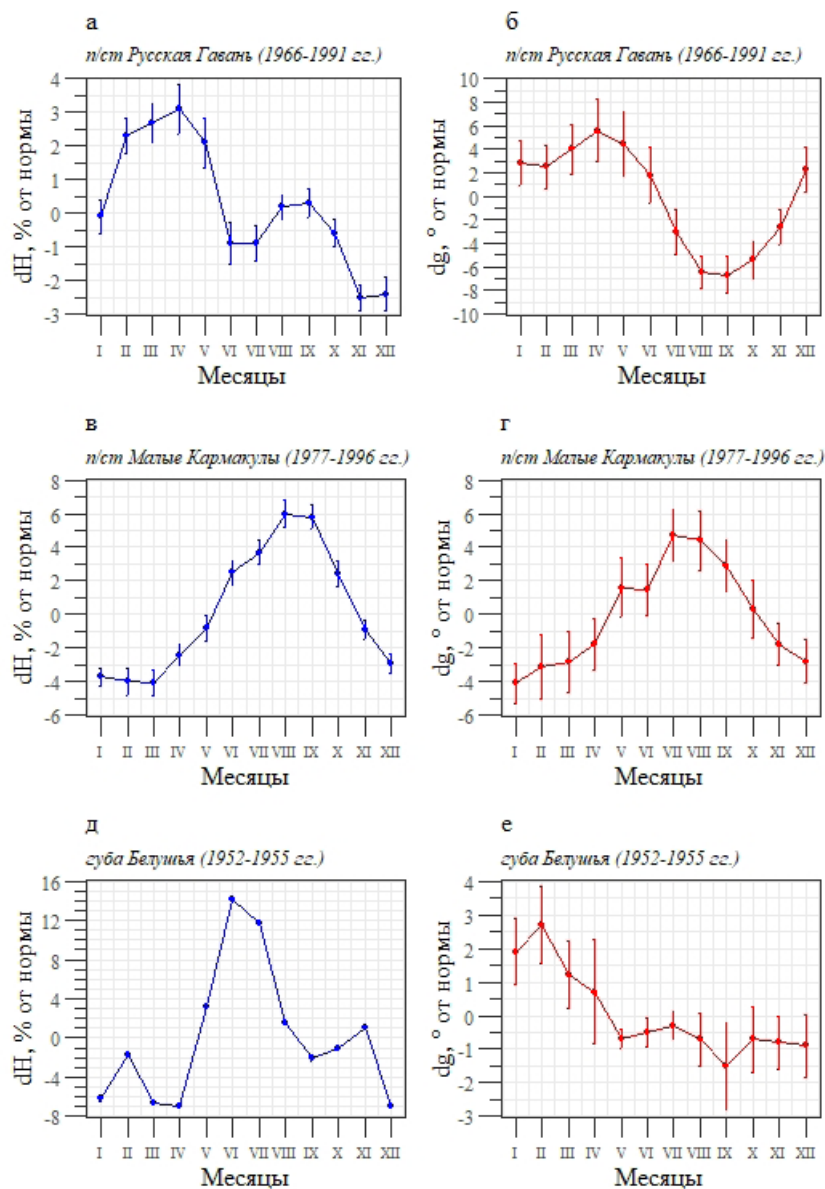 а
п/ст Русская Гавань (1966-1991 гг.)
dH, % от нормы
4
3
2
1
0
-1
-2
-3
I II III IV V VI VII VIII IX X XI XII
Месяцы
б
п/ст Русская Гавань (1966-1991 гг.)
dg, ° от нормы
10
8
6
4
2
0
-2
-4
-6
-8
-10
I II III IV V VI VII VIII IX X XI XII
Месяцы
в
п/ст Малые Кармакулы (1977-1996 гг.)
dH, % от нормы
8
6
4
2
0
-2
-4
-6
I II III IV V VI VII VIII IX X XI XII
Месяцы
г
п/ст Малые Кармакулы (1977-1996 гг.)
dg, ° от нормы
8
6
4
2
0
-2
-4
-6
I II III IV V VI VII VIII IX X XI XII
Месяцы
д
губа Белушья (1952-1955 гг.)
dH, % от нормы
16
12
8
4
0
-4
-8
I II III IV V VI VII VIII IX X XI XII
Месяцы
е
губа Белушья (1952-1955 гг.)
dg, ° от нормы
4
3
2
1
0
-1
-2
-3
I II III IV V VI VII VIII IX X XI XII
Месяцы